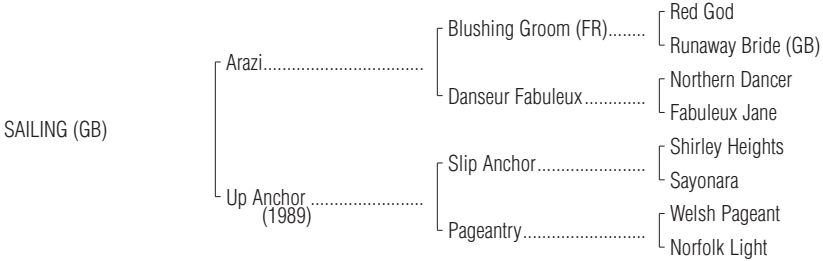 Red God
Blushing Groom (FR)........
Runaway Bride (GB)
Arazi.................................
Northern Dancer
Danseur Fabuleux.............
Fabuleux Jane
SAILING (GB)
Shirley Heights
Slip Anchor.......................
Sayonara
Up Anchor .......................
(1989)
Welsh Pageant
Pageantry..........................
Norfolk Light